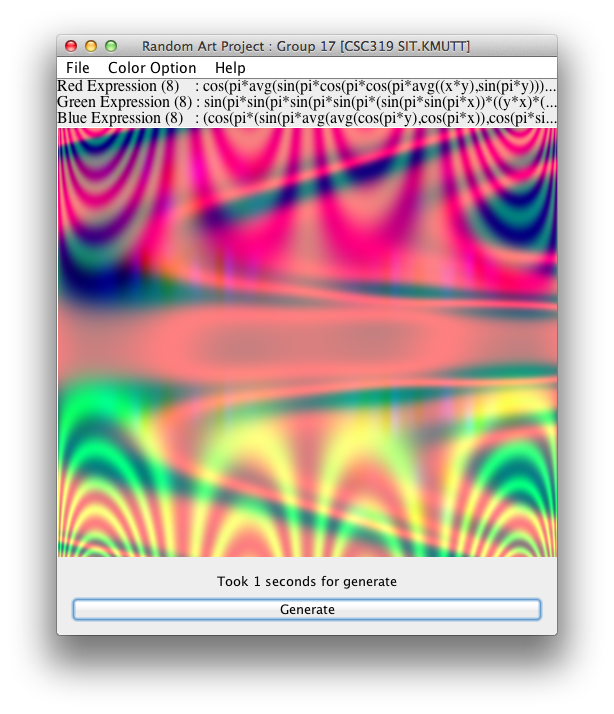 Random Art Project : Group 17 [CSC319 SIT.KMUTT]
File Color Option Help
Red Expression (8) : cos(pi*avg(sin(pi*cos(pi*cos(pi*avg((x*y),sin(pi*y)))...
Green Expression (8) : sin(pi*sin(pi*sin(pi*sin(pi*(sin(pi*sin(pi*x))*((y*x)*(...
Blue Expression (8) : (cos(pi*(sin(pi*avg(avg(cos(pi*y),cos(pi*x)),cos(pi*si...
Took 1 seconds for generate
Generate